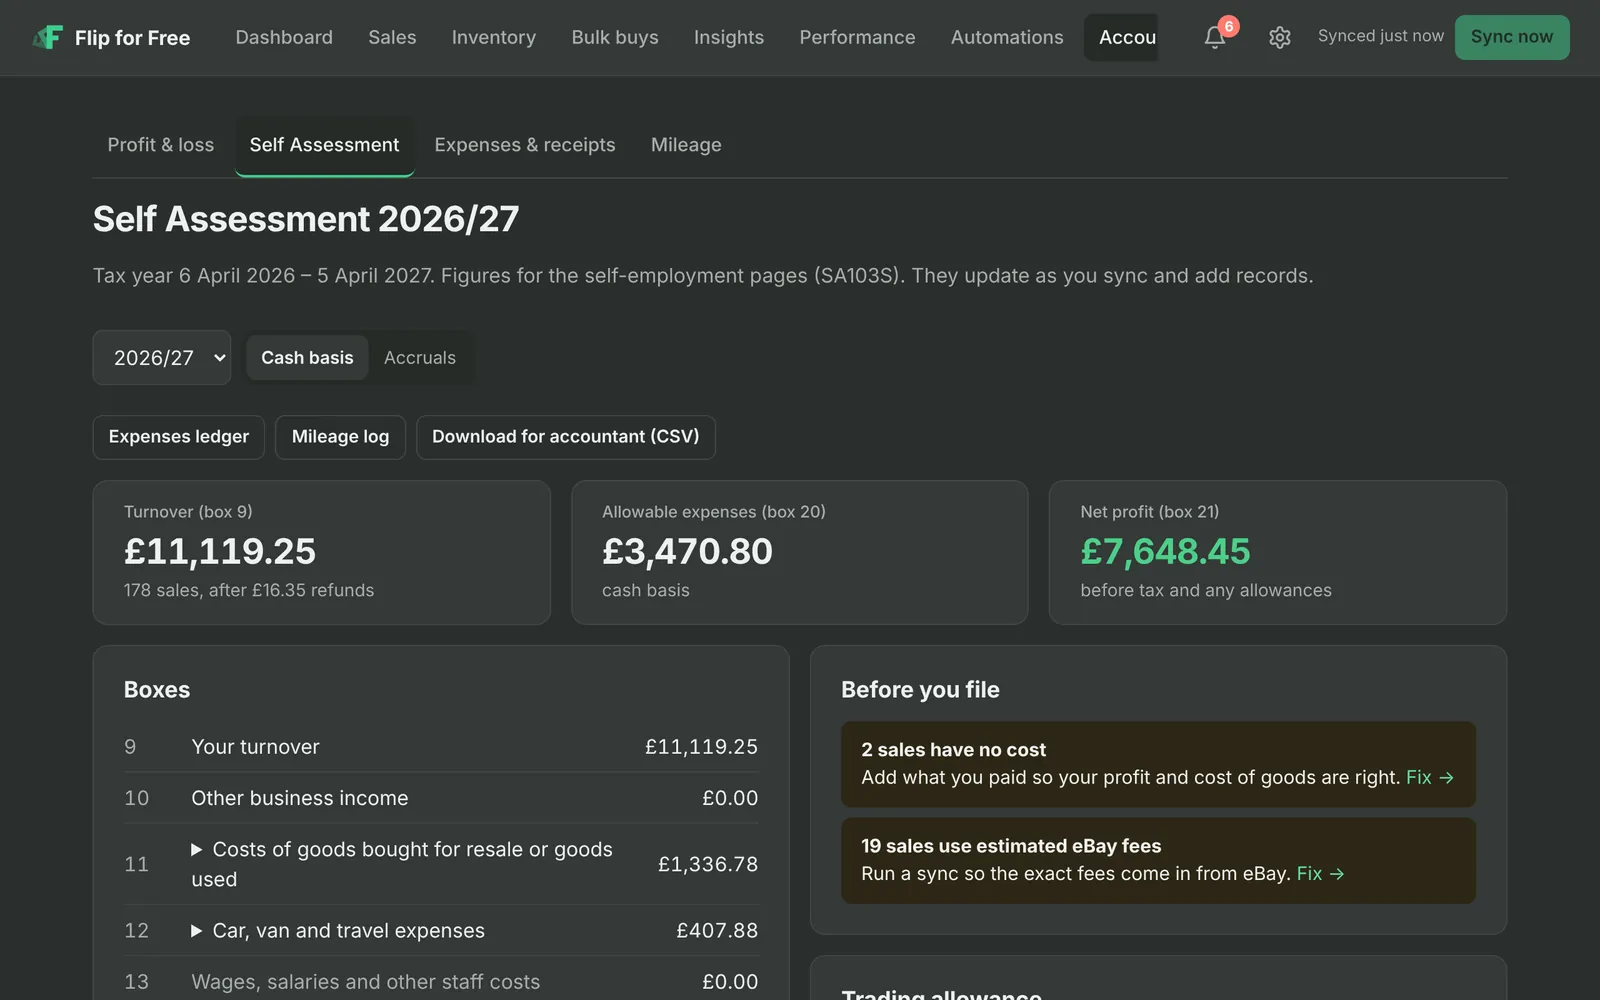 Flip for Free
Dashboard
Sales
Inventory
Bulk buys
Insights
Performance
Automations
Accou
6
Synced just now
Sync now
Profit & loss
Self Assessment
Expenses & receipts
Mileage
Self Assessment 2026/27
Tax year 6 April 2026 – 5 April 2027. Figures for the self-employment pages (SA103S). They update as you sync and add records.
2026/27
Cash basis
Accruals
Expenses ledger
Mileage log
Download for accountant (CSV)
Turnover (box 9)
£11,119.25
178 sales, after £16.35 refunds
Allowable expenses (box 20)
£3,470.80
cash basis
Net profit (box 21)
£7,648.45
before tax and any allowances
Boxes
9 Your turnover £11,119.25
10 Other business income £0.00
11 ▶ Costs of goods bought for resale or goods
used £1,336.78
12 ▶ Car, van and travel expenses £407.88
13 Wages, salaries and other staff costs £0.00
Before you file
2 sales have no cost
Add what you paid so your profit and cost of goods are right. Fix →
19 sales use estimated eBay fees
Run a sync so the exact fees come in from eBay. Fix →
Trading allowance